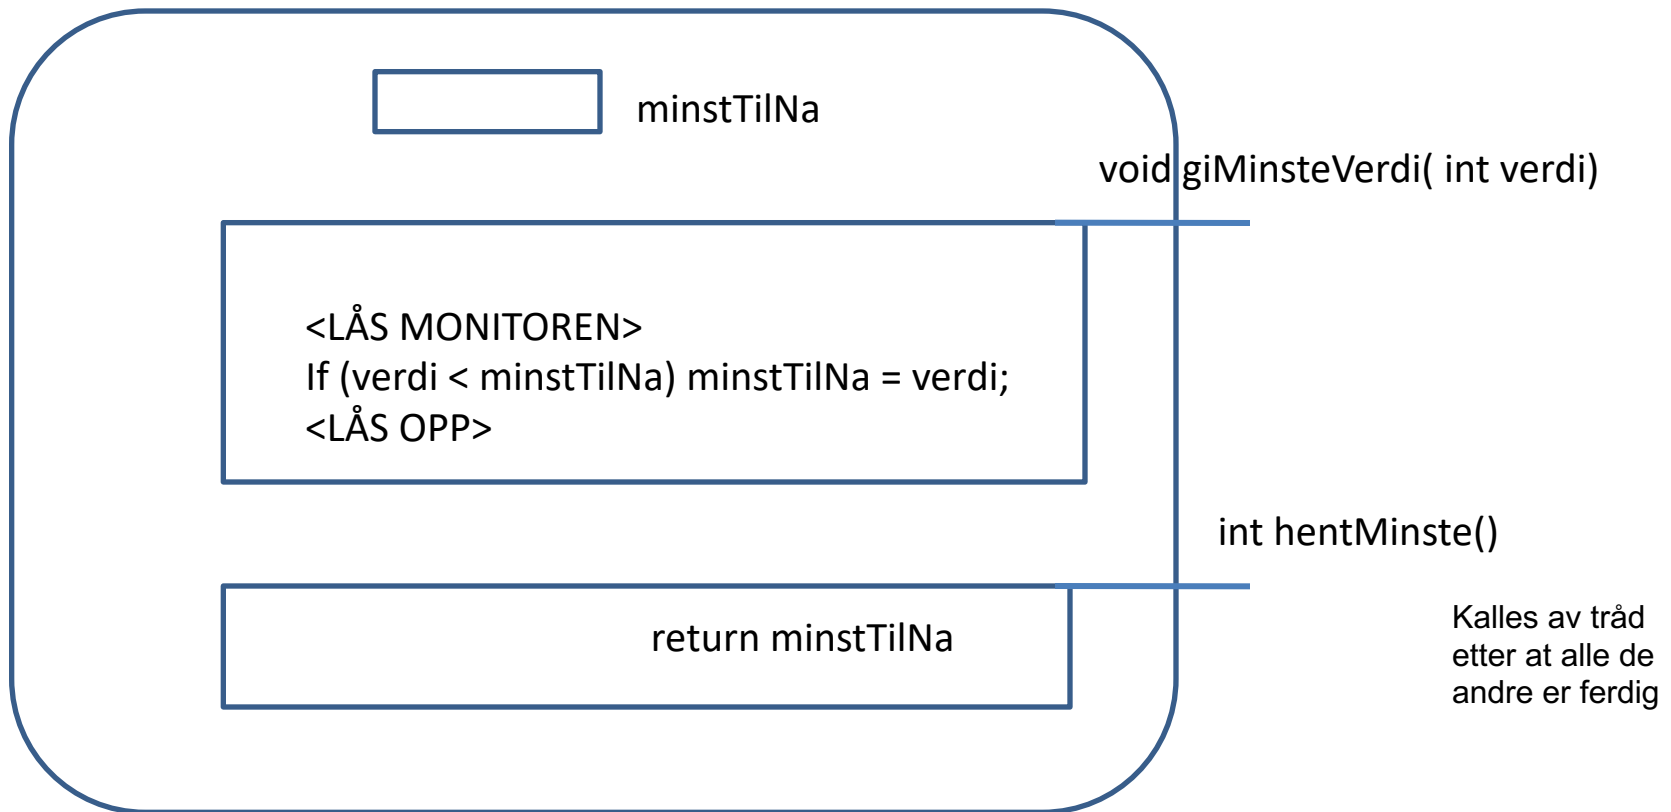 minstTilNa
void giMinsteVerdi( int verdi)
<LÅS MONITOREN>
If (verdi < minstTilNa) minstTilNa = verdi;
<LÅS OPP>
int hentMinste()
return minstTilNa
Kalles av tråd
etter at alle de
andre er ferdig